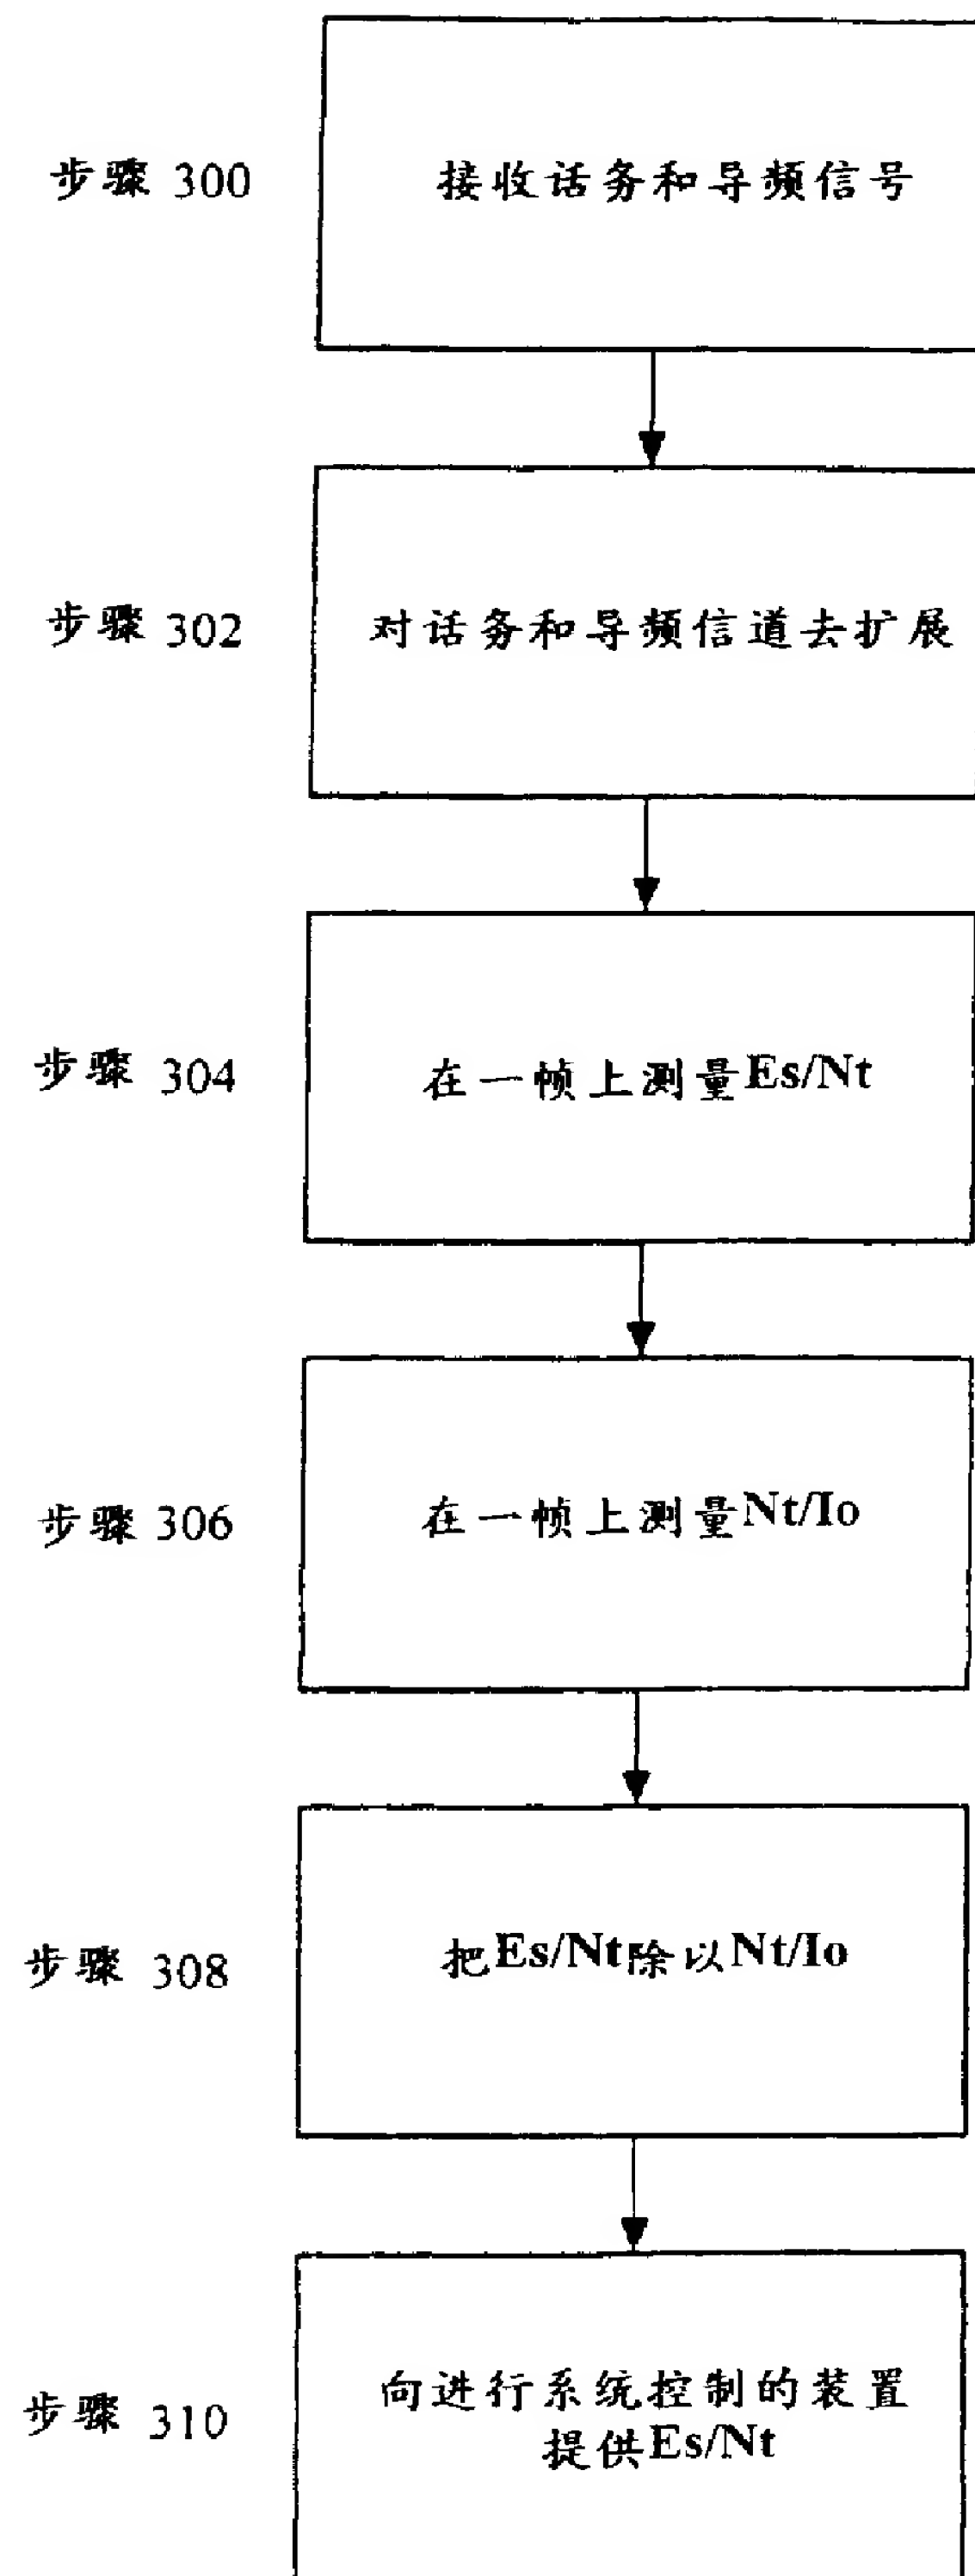 步骤 300
接收话务和导频信号
步骤 302
对话务和导频信道去扩展
步骤 304
在一帧上测量Es/Nt
步骤 306
在一帧上测量Nt/Io
步骤 308
把Es/Nt除以Nt/Io
步骤 310
向进行系统控制的装置
提供Es/Nt